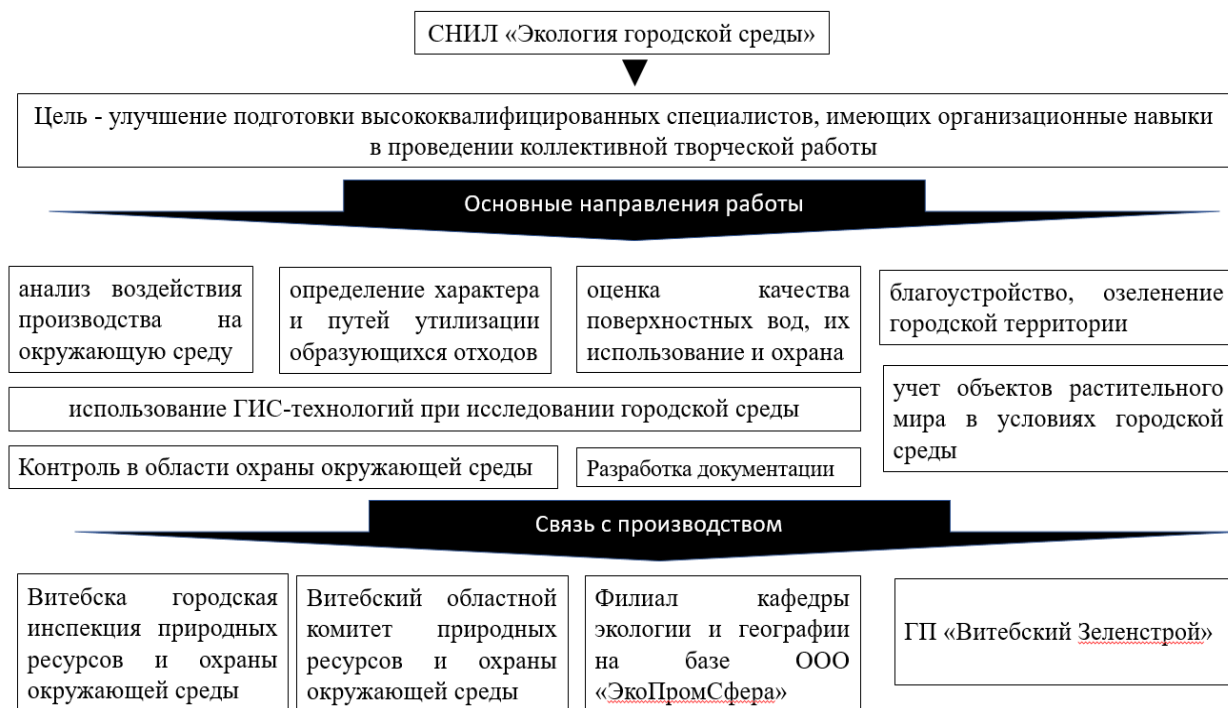 СНИЛ «Экология городской среды»
Цель - улучшение подготовки высококвалифицированных специалистов, имеющих организационные навыки
в проведении коллективной творческой работы
Основные направления работы
анализ воздействия
производства на
окружающую среду
определение характера
и путей утилизации
образующихся отходов
оценка качества
поверхностных вод, их
использование и охрана
благоустройство, озеленение
городской территории
использование ГИС-технологий при исследовании городской среды
учет объектов растительного
мира в условиях городской
среды
Контроль в области охраны окружающей среды
Разработка документации
Связь с производством
Витебска городская
инспекция природных
ресурсов и охраны
окружающей среды
Витебский областной
комитет природных
ресурсов и охраны
окружающей среды
Филиал кафедры
экологии и географии
на базе ООО
«ЭкоПромСфера»
ГП «Витебский Зеленстрой»